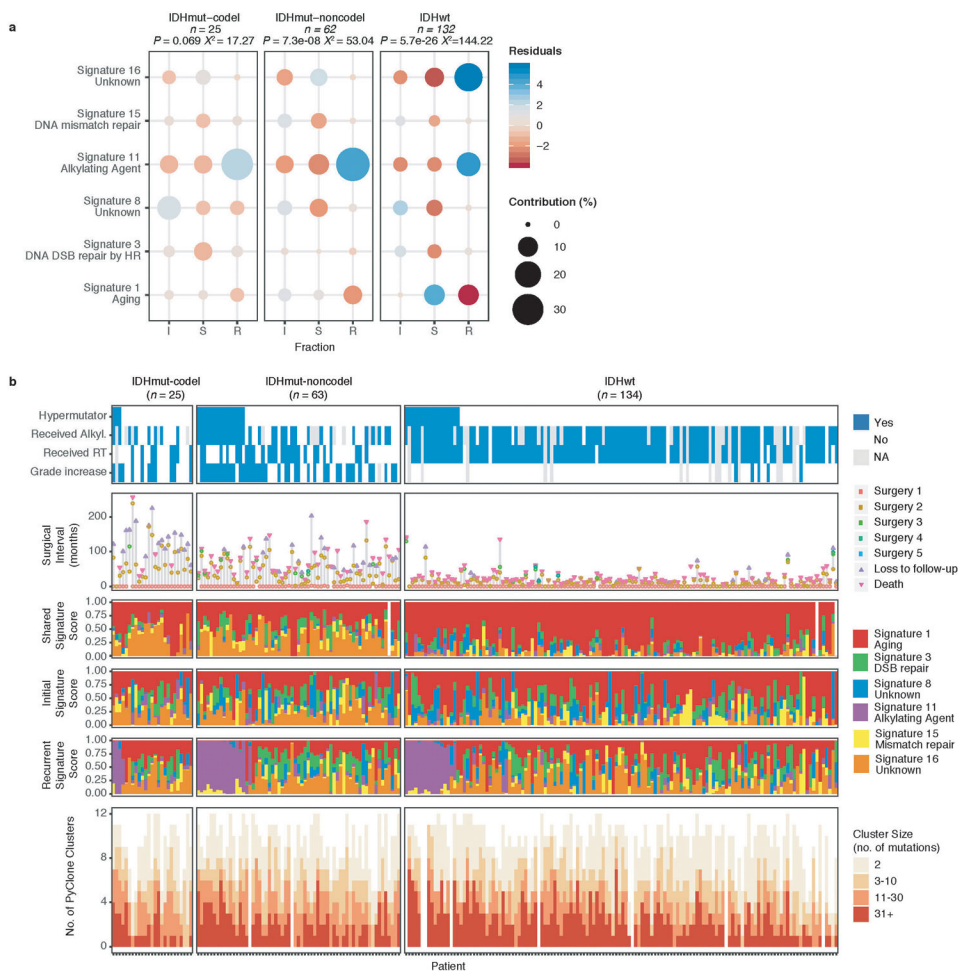 a
IDHmut–codel
n = 25
P = 0.069 X² = 17.27
IDHmut–noncodel
n = 62
P = 7.3e-08 X² = 53.04
IDHwt
n = 132
P = 5.7e-26 X² =144.22
Signature 16
Unknown
Signature 15
DNA mismatch repair
Signature 11
Alkylating Agent
Signature 8
Unknown
Signature 3
DNA DSB repair by HR
Signature 1
Aging
I S R I S R I S R
Fraction
Residuals
4
2
0
−2
Contribution (%)
0
10
20
30
b
IDHmut-codel
(n = 25)
IDHmut-noncodel
(n = 63)
IDHwt
(n = 134)
Hypermutator
Received Alkyl.
Received RT
Grade increase
Yes
No
NA
Surgical
Interval
(months)
200
100
0
Surgery 1
Surgery 2
Surgery 3
Surgery 4
Surgery 5
Loss to follow-up
Death
Shared
Signature
Score
1.00
0.75
0.50
0.25
0.00
Initial
Signature
Score
1.00
0.75
0.50
0.25
0.00
Recurrent
Signature
Score
1.00
0.75
0.50
0.25
0.00
Signature 1
Aging
Signature 3
DSB repair
Signature 8
Unknown
Signature 11
Alkylating Agent
Signature 15
Mismatch repair
Signature 16
Unknown
No. of PyClone Clusters
12
8
4
0
Cluster Size
(no. of mutations)
2
3-10
11-30
31+
Patient